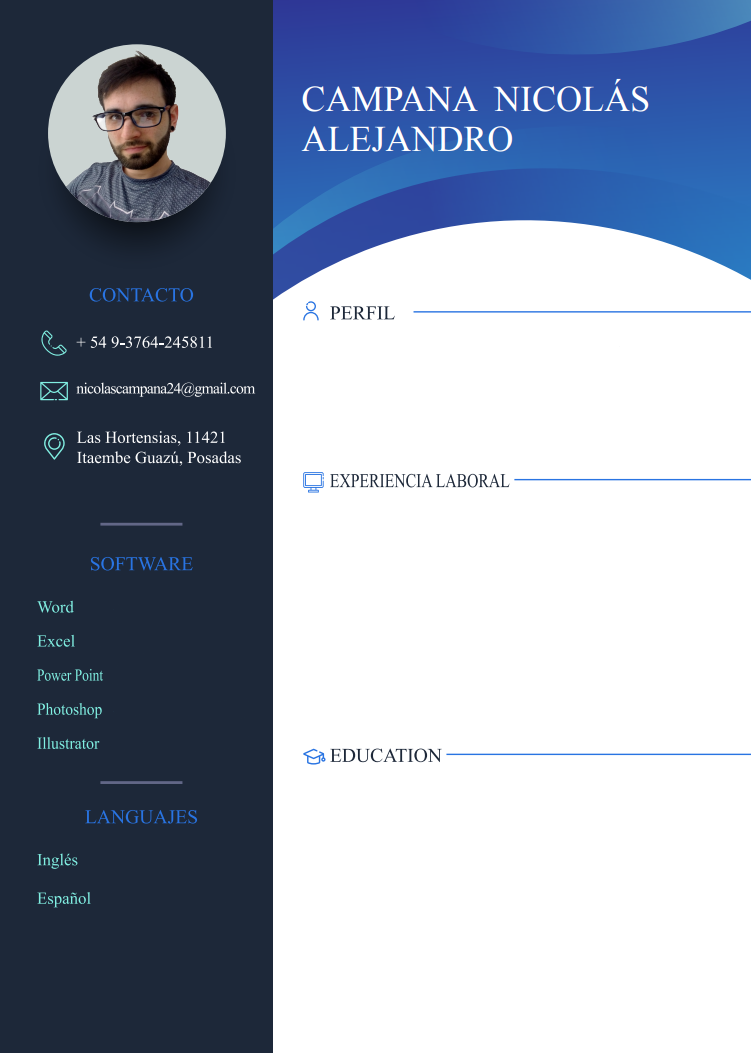 CAMPANA NICOLÁS
ALEJANDRO
CONTACTO
+ 54 9-3764-245811
nicolascampana24@gmail.com
Las Hortensias, 11421
Itaembe Guazú, Posadas
SOFTWARE
Word
Excel
Power Point
Photoshop
Illustrator
LANGUAJES
Inglés
Español
PERFIL
EXPERIENCIA LABORAL
EDUCATION